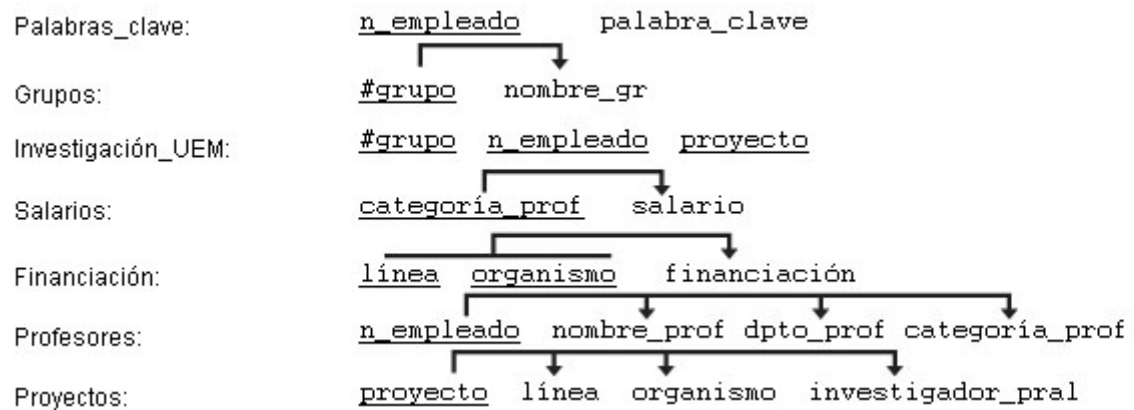 Palabras_clave: n_empleado palabra_clave
Grupos: #grupo nombre_gr
Investigación_UEM: #grupo n_empleado proyecto
Salarios: categoría_prof salario
Financiación: línea organismo financiación
Profesores: n_empleado nombre_prof dpto_prof categoría_prof
Proyectos: proyecto línea organismo investigador_pral